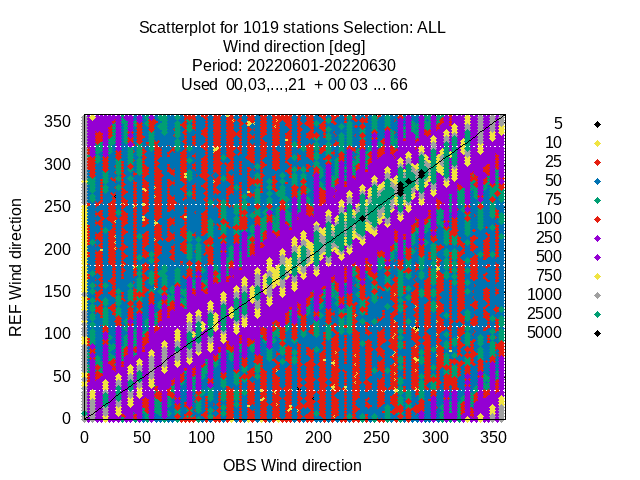 Scatterplot for 1019 stations Selection: ALL
Wind direction [deg]
Period: 20220601-20220630
Used  00,03,...,21  + 00 03 ... 66
REF Wind direction
350
300
250
200
150
100
50
0
0 50 100 150 200 250 300 350
OBS Wind direction
5
10
25
50
75
100
250
500
750
1000
2500
5000